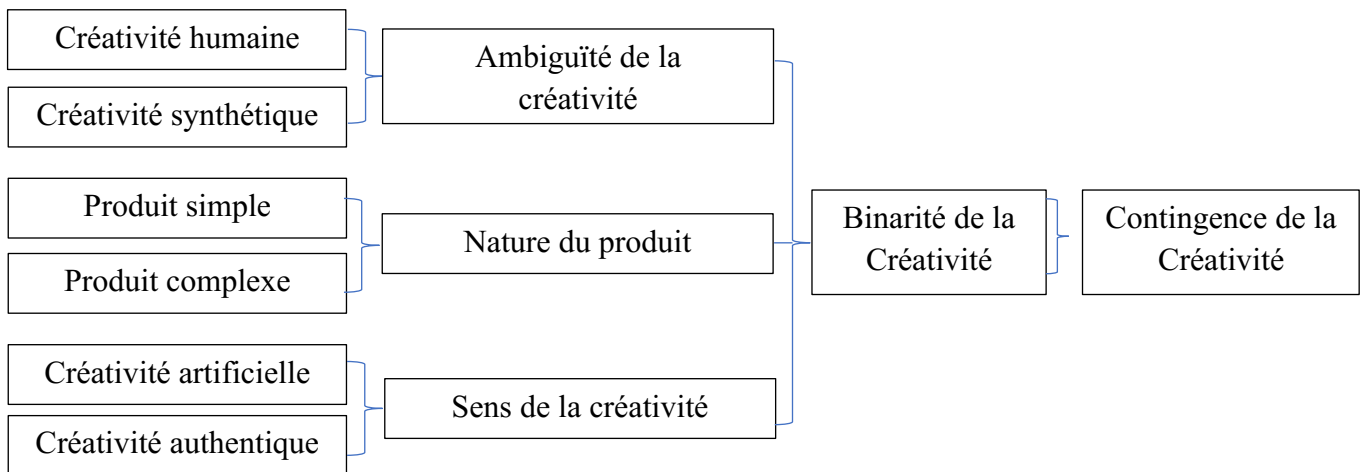 Créativité humaine
Créativité synthétique
Ambiguïté de la
créativité
Produit simple
Produit complexe
Nature du produit
Créativité artificielle
Créativité authentique
Sens de la créativité
Binarité de la
Créativité
Contingence de la
Créativité